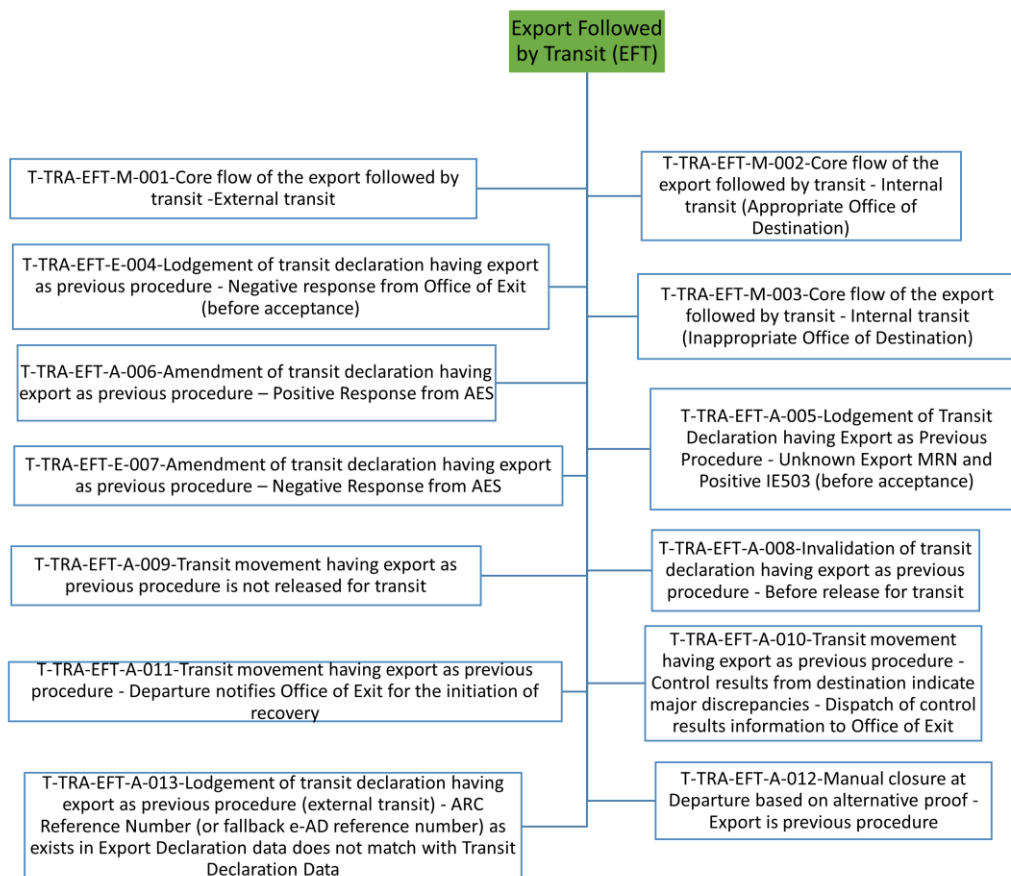 Export Followed
by Transit (EFT)
T-TRA-EFT-M-001-Core flow of the export followed by
transit -External transit
T-TRA-EFT-M-002-Core flow of
the export followed by transit - Internal
transit (Appropriate Office of
Destination)
T-TRA-EFT-E-004-Lodgement of transit declaration having export
as previous procedure - Negative response from Office of Exit
(before acceptance)
T-TRA-EFT-M-003-Core flow of the export
followed by transit - Internal transit
(Inappropriate Office of Destination)
T-TRA-EFT-A-006-Amendment of transit declaration having
export as previous procedure – Positive Response from AES
T-TRA-EFT-A-005-Lodgement of Transit
Declaration having Export as Previous
Procedure - Unknown Export MRN and
Positive IE503 (before acceptance)
T-TRA-EFT-E-007-Amendment of transit declaration having export
as previous procedure – Negative Response from AES
T-TRA-EFT-A-008-Invalidation of transit
declaration having export as previous
procedure - Before release for transit
T-TRA-EFT-A-009-Transit movement having export as
previous procedure is not released for transit
T-TRA-EFT-A-010-Transit movement
having export as previous procedure -
Control results from destination indicate
major discrepancies - Dispatch of control
results information to Office of Exit
T-TRA-EFT-A-011-Transit movement having export as previous
procedure - Departure notifies Office of Exit for the initiation of
recovery
T-TRA-EFT-A-012-Manual closure at
Departure based on alternative proof -
Export is previous procedure
T-TRA-EFT-A-013-Lodgement of transit declaration having
export as previous procedure (external transit) - ARC
Reference Number (or fallback e-AD reference number) as
exists in Export Declaration data does not match with Transit
Declaration Data